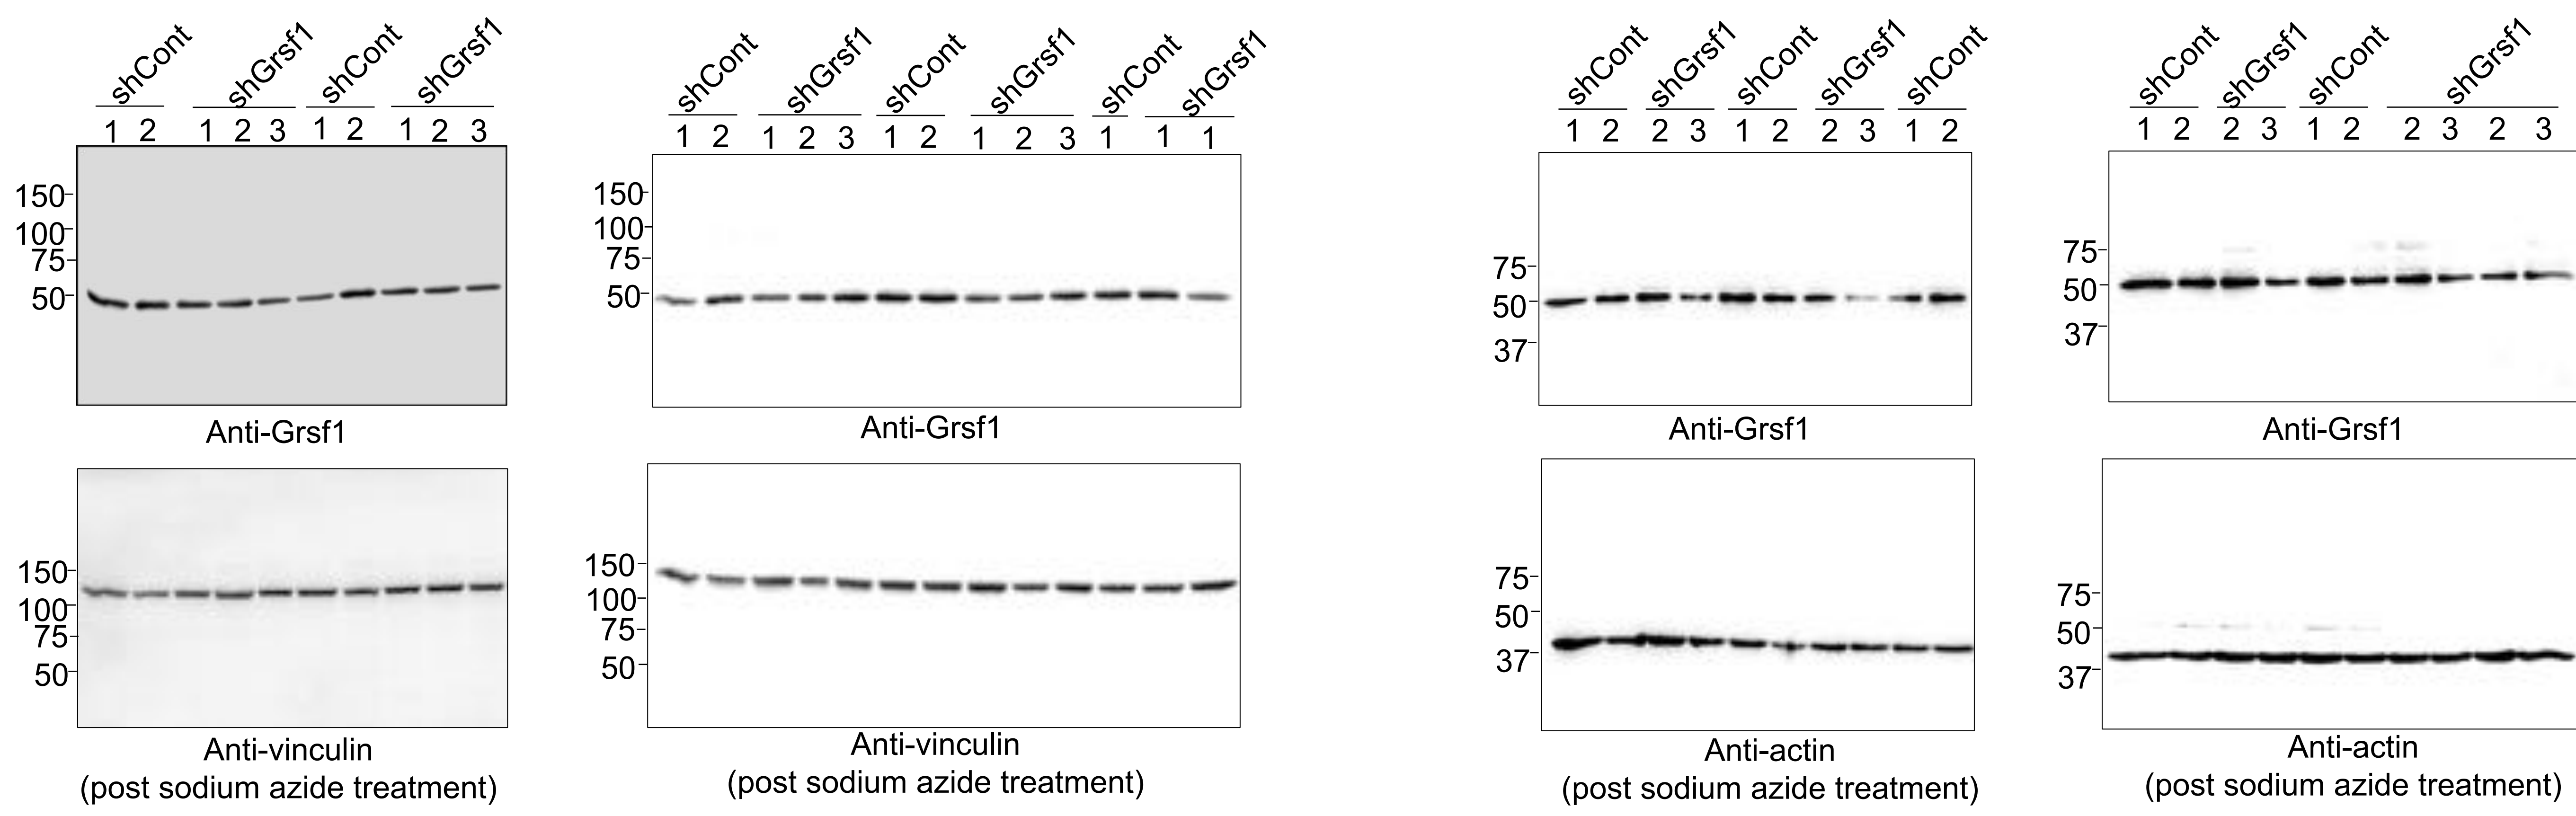 shCont shGrsf1 shCont shGrsf1
1 2 1 2 3 1 2 1 2 3
150
100
75
50
Anti-Grsf1
150
100
75
50
Anti-vinculin
(post sodium azide treatment)
shCont shGrsf1 shCont shGrsf1 shCont shGrsf1
1 2 1 2 3 1 2 1 2 3 1 1 1
150
100
75
50
Anti-Grsf1
150
100
75
50
Anti-vinculin
(post sodium azide treatment)
shCont shGrsf1 shCont shGrsf1 shCont
1 2 2 3 1 2 2 3 1 2
75
50
37
Anti-Grsf1
75
50
37
Anti-actin
(post sodium azide treatment)
shCont shGrsf1 shCont shGrsf1
1 2 2 3 1 2 2 3 2 3
75
50
37
Anti-Grsf1
75
50
37
Anti-actin
(post sodium azide treatment)